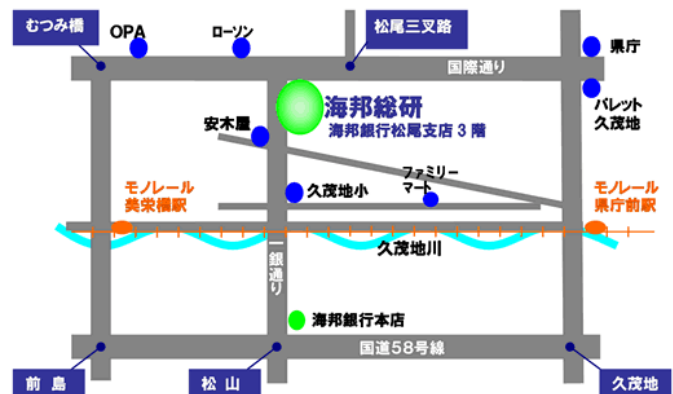 むつみ橋
OPA
ローソン
松尾三叉路
県庁
国際通り
パレット
久茂地
海邦総研
海邦銀行松尾支店3階
安木屋
ファミリー
マート
モノレール
美栄橋駅
久茂地小
モノレール
県庁前駅
久茂地川
一銀通り
海邦銀行本店
国道58号線
前島
松山
久茂地